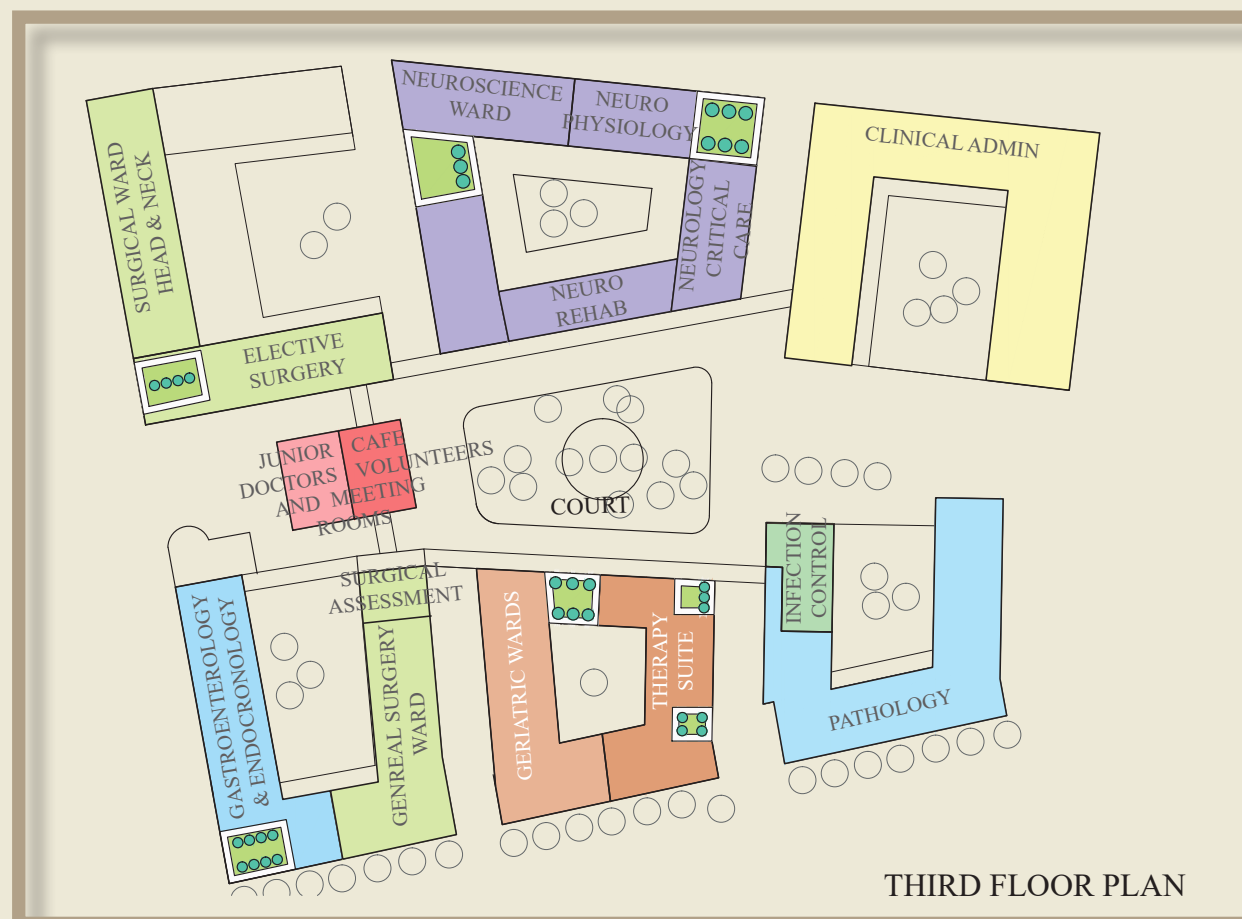 SURGICAL WARD
HEAD & NECK
NEUROSCIENCE
WARD
NEURO
PHYSIOLOGY
CLINICAL ADMIN
NEUROLOGY
CRITICAL
CARE
NEURO
REHAB
ELECTIVE
SURGERY
JUNIOR
DOCTORS
AND MEETING
ROOMS
CAFE
VOLUNTEERS
COURT
INFECTION
CONTROL
SURGICAL
ASSESSMENT
GASTROENTEROLOGY
& ENDOCRONOLOGY
GENREAL SURGERY
WARD
GERIATRIC WARDS
THERAPY
SUITE
PATHOLOGY
THIRD FLOOR PLAN